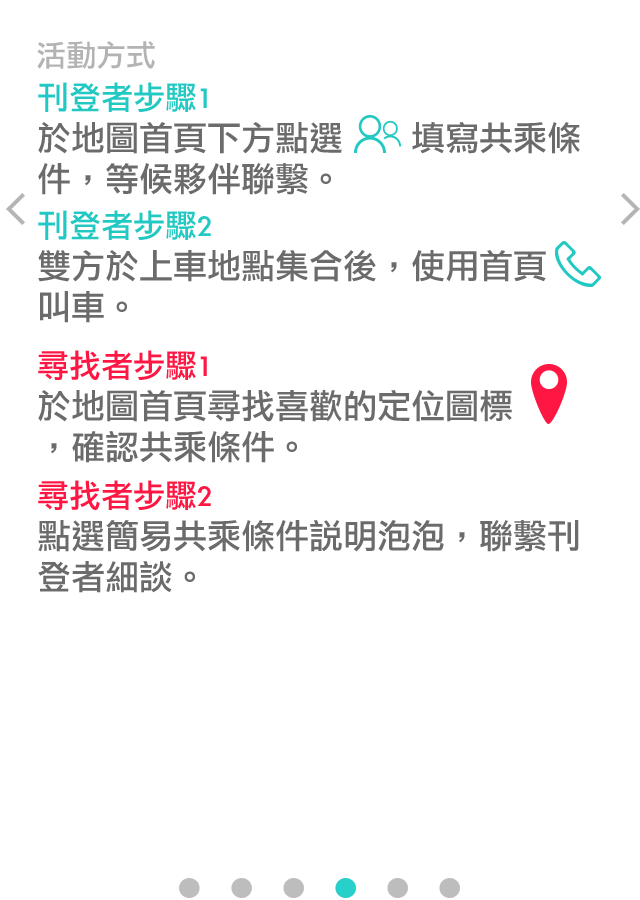 活動方式
刊登者步驟1
於地圖首頁下方點選 填寫共乘條
件，等候夥伴聯繫。
刊登者步驟2
雙方於上車地點集合後，使用首頁
叫車。
尋找者步驟1
於地圖首頁尋找喜歡的定位圖標
，確認共乘條件。
尋找者步驟2
點選簡易共乘條件説明泡泡，聯繫刊
登者細談。